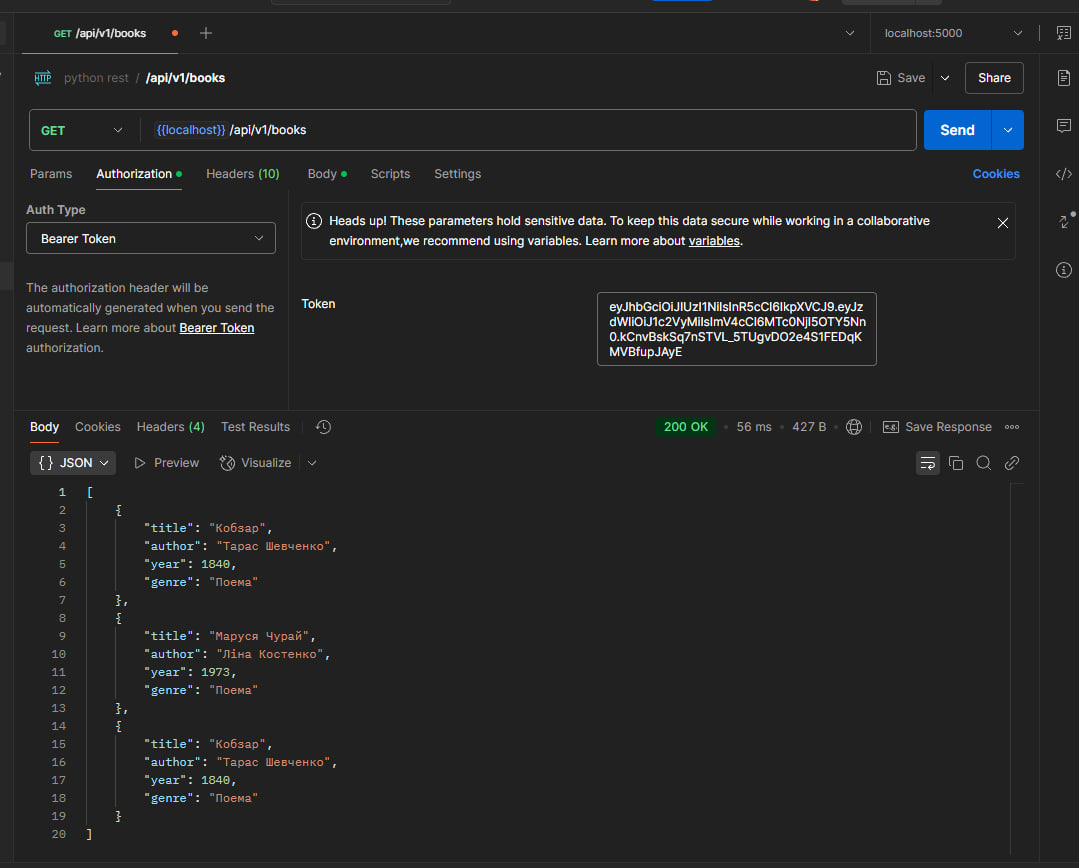 GET /api/v1/books
localhost:5000
HTTP python rest / /api/v1/books
Save
Share
GET
{{localhost}} /api/v1/books
Send
Params
Authorization
Headers (10)
Body
Scripts
Settings
Cookies
Auth Type
Bearer Token
The authorization header will be
automatically generated when you send the
request. Learn more about Bearer Token
authorization.
Heads up! These parameters hold sensitive data. To keep this data secure while working in a collaborative
environment,we recommend using variables. Learn more about variables.
Token
eyJhbGciOiJIUzI1NiIsInR5cCI6IkpXVCJ9.eyJz
dWIiOiJ1c2VyMiIsImV4cCI6MTc0NjI5OTY5Nn
0.kCnvBskSq7nSTVL_5TUgvDO2e4S1FEDqK
MVBfupJAyE
Body
Cookies
Headers (4)
Test Results
200 OK
56 ms
427 B
e.g.
Save Response
{} JSON
Preview
Visualize
1 [
2 {
3 "title": "Кобзар",
4 "author": "Тарас Шевченко",
5 "year": 1840,
6 "genre": "Поема"
7 },
8 {
9 "title": "Маруся Чурай",
10 "author": "Ліна Костенко",
11 "year": 1973,
12 "genre": "Поема"
13 },
14 {
15 "title": "Кобзар",
16 "author": "Тарас Шевченко",
17 "year": 1840,
18 "genre": "Поема"
19 }
20 ]